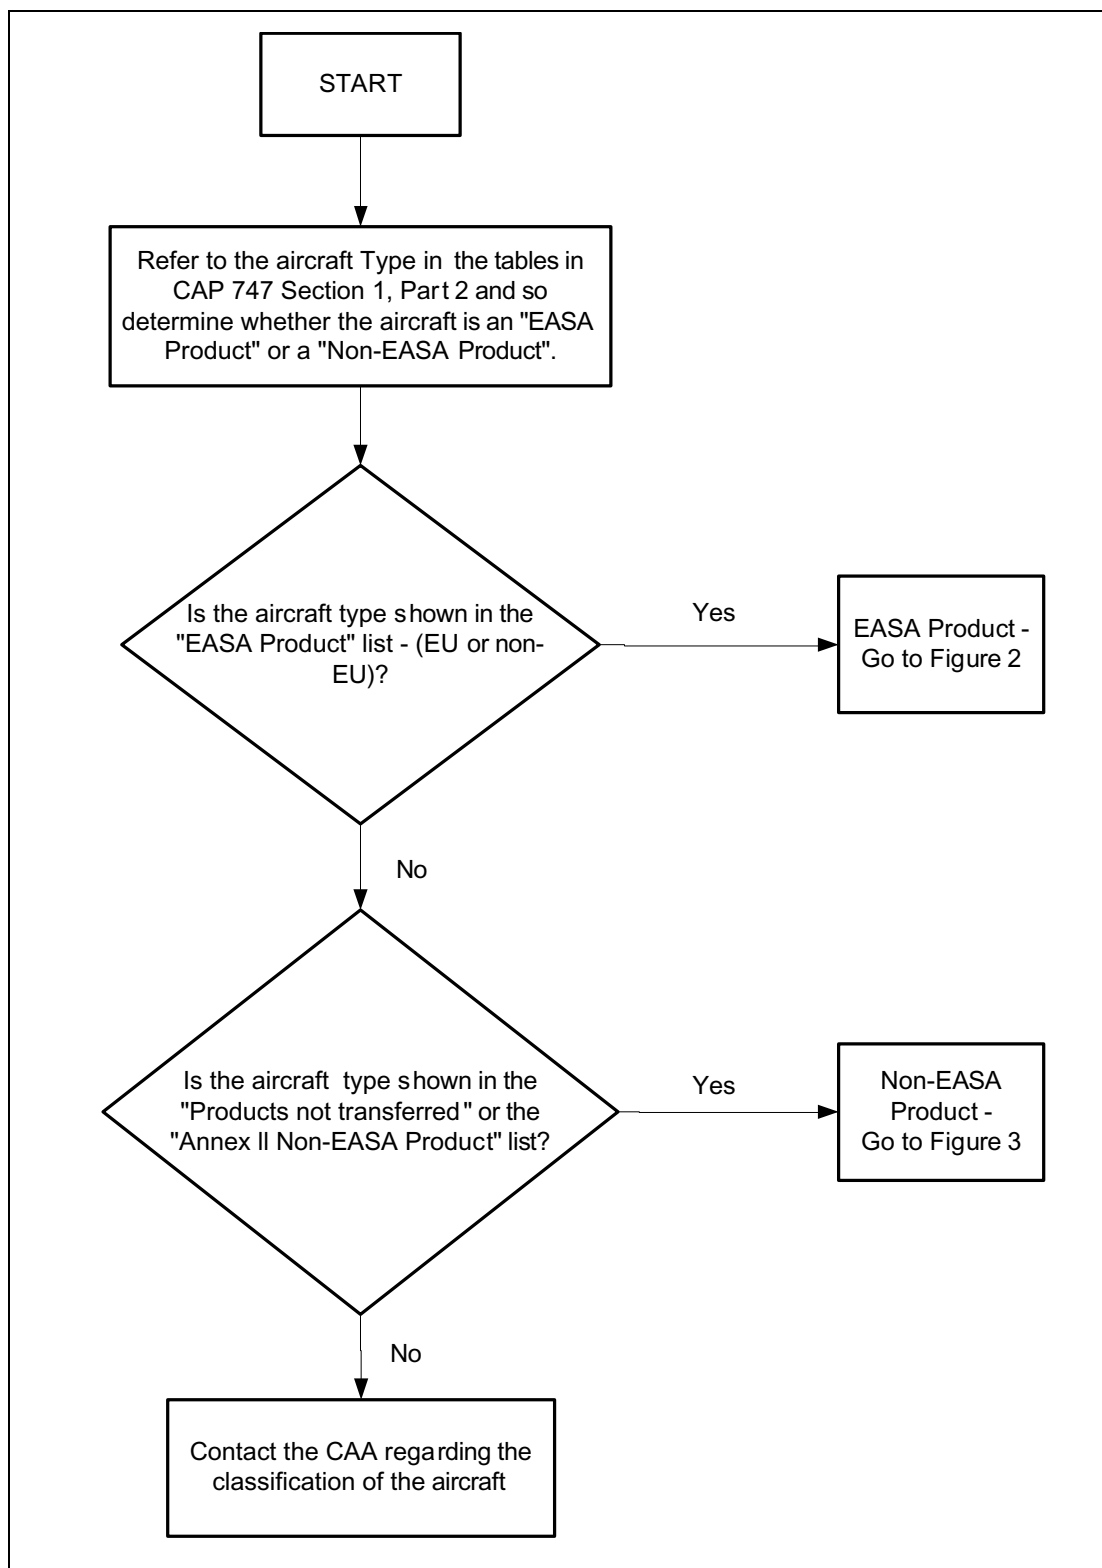 START
Refer to the aircraft Type in the tables in
CAP 747 Section 1, Part 2 and so
determine whether the aircraft is an "EASA
Product" or a "Non-EASA Product".
Is the aircraft type shown in the
"EASA Product" list - (EU or non-
EU)?
Yes
EASA Product -
Go to Figure 2
No
Is the aircraft type shown in the
"Products not transferred" or the
"Annex II Non-EASA Product" list?
Yes
Non-EASA
Product -
Go to Figure 3
No
Contact the CAA regarding the
classification of the aircraft